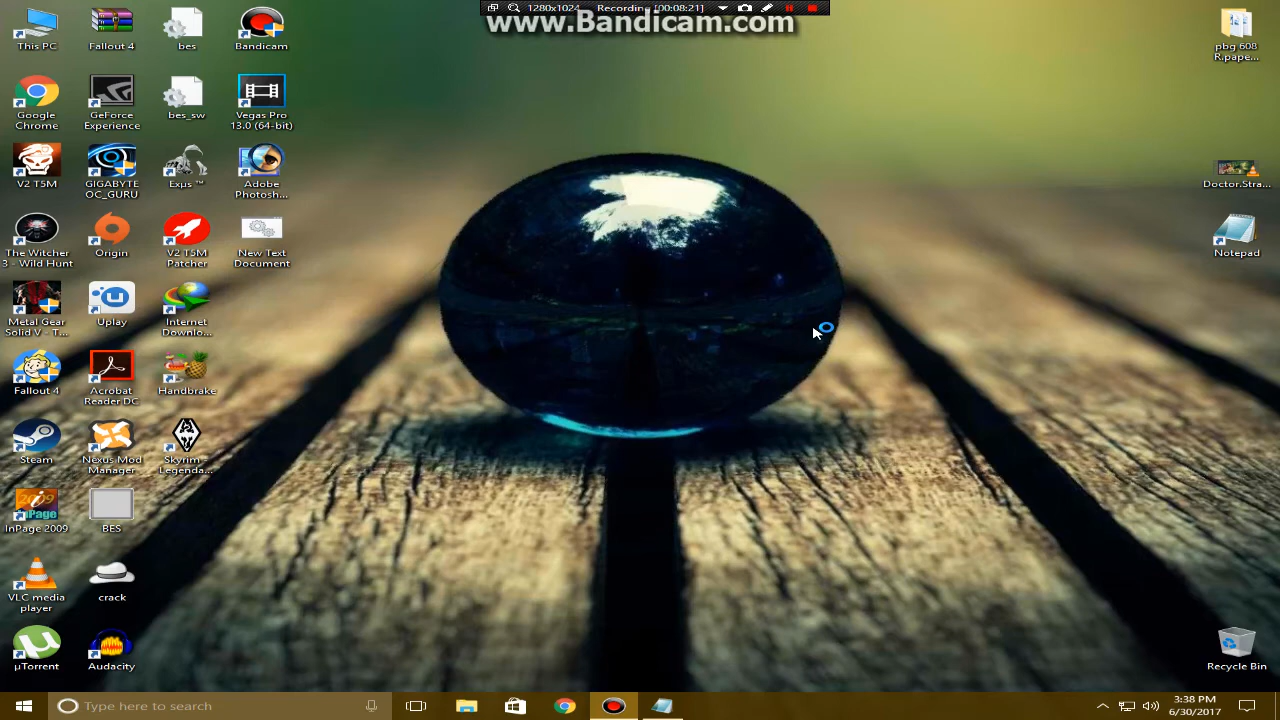 1280x1024 Recording [00:08:21]
www.Bandicam.com
This PC
Fallout 4
bes
Bandicam
pbg 608
R.pape...
Google
Chrome
GeForce
Experience
bes_sw
Vegas Pro
13.0 (64-bit)
V2 T5M
GIGABYTE
OC_GURU
Exps ™
Adobe
Photosh...
Doctor.Stra...
The Witcher
3 - Wild Hunt
Origin
V2 T5M
Patcher
New Text
Document
Notepad
Metal Gear
Solid V - T...
Uplay
Internet
Downlo...
Fallout 4
Acrobat
Reader DC
Handbrake
Steam
Nexus Mod
Manager
Skyrim -
Legenda...
2009
InPage
InPage 2009
BES
VLC media
player
crack
µTorrent
Audacity
Recycle Bin
Type here to search
3:38 PM
6/30/2017